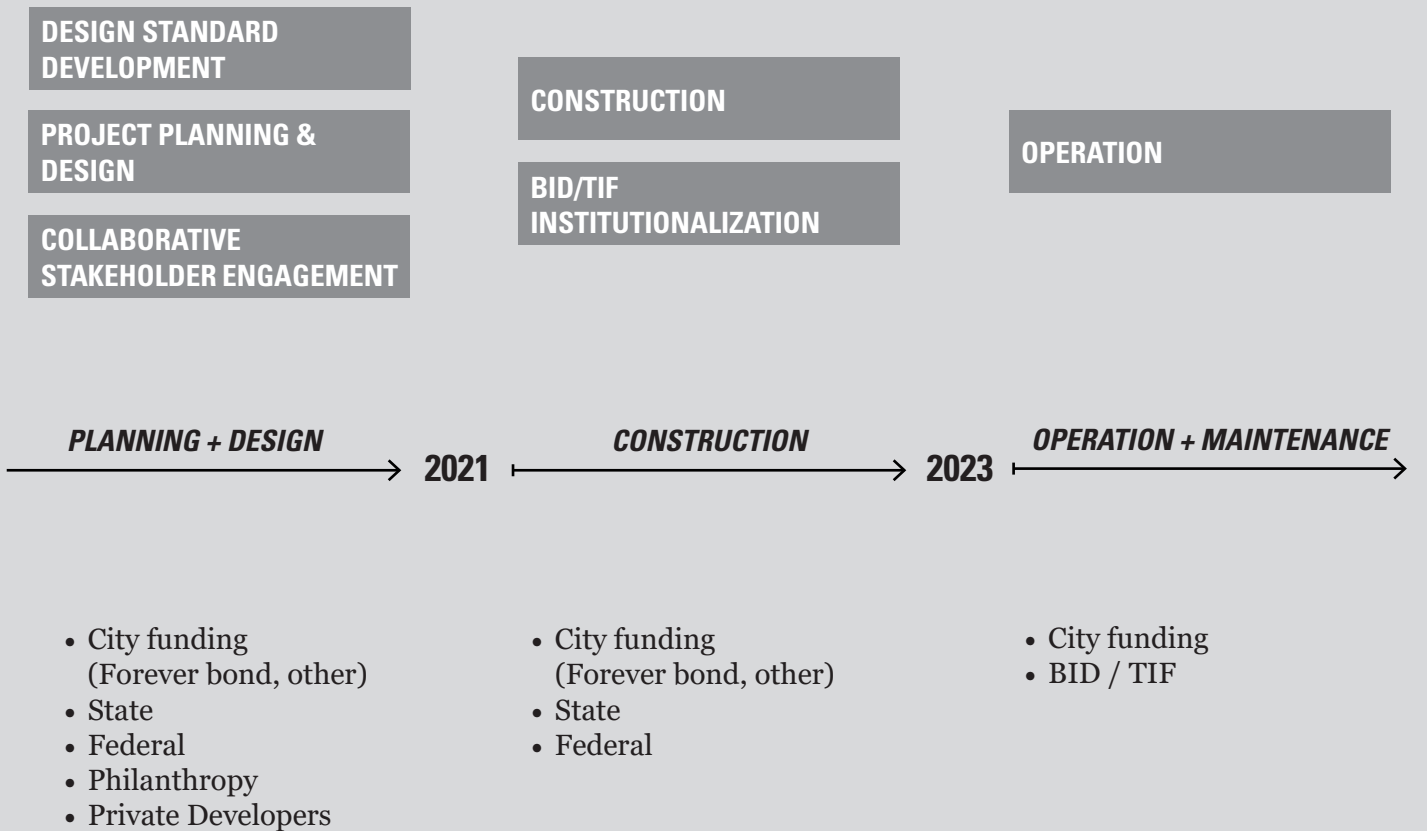 DESIGN STANDARD
DEVELOPMENT
PROJECT PLANNING &
DESIGN
COLLABORATIVE
STAKEHOLDER ENGAGEMENT
CONSTRUCTION
BID/TIF
INSTITUTIONALIZATION
OPERATION
PLANNING + DESIGN
2021
CONSTRUCTION
2023
OPERATION + MAINTENANCE
• City funding
(Forever bond, other)
• State
• Federal
• Philanthropy
• Private Developers
• City funding
(Forever bond, other)
• State
• Federal
• City funding
• BID / TIF